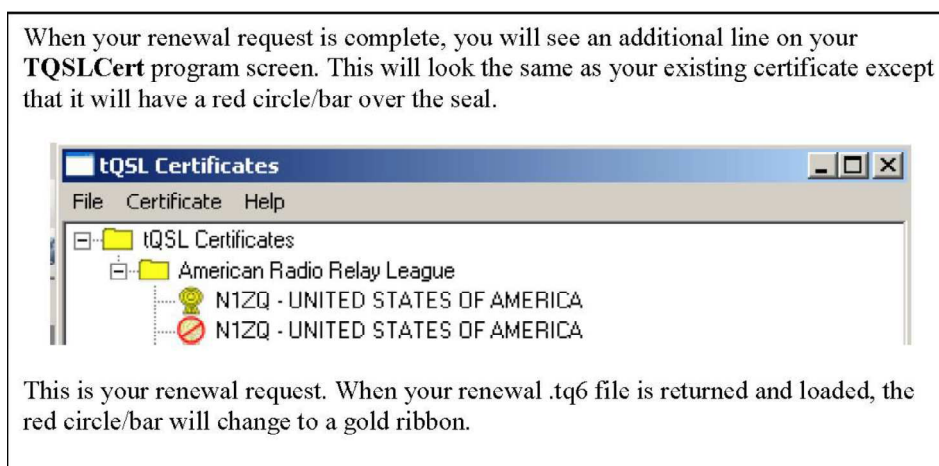 When your renewal request is complete, you will see an additional line on your
TQSLCert program screen. This will look the same as your existing certificate except
that it will have a red circle/bar over the seal.
tQSL Certificates
File Certificate Help
tQSL Certificates
American Radio Relay League
N1ZQ - UNITED STATES OF AMERICA
N1ZQ - UNITED STATES OF AMERICA
This is your renewal request. When your renewal .tq6 file is returned and loaded, the
red circle/bar will change to a gold ribbon.